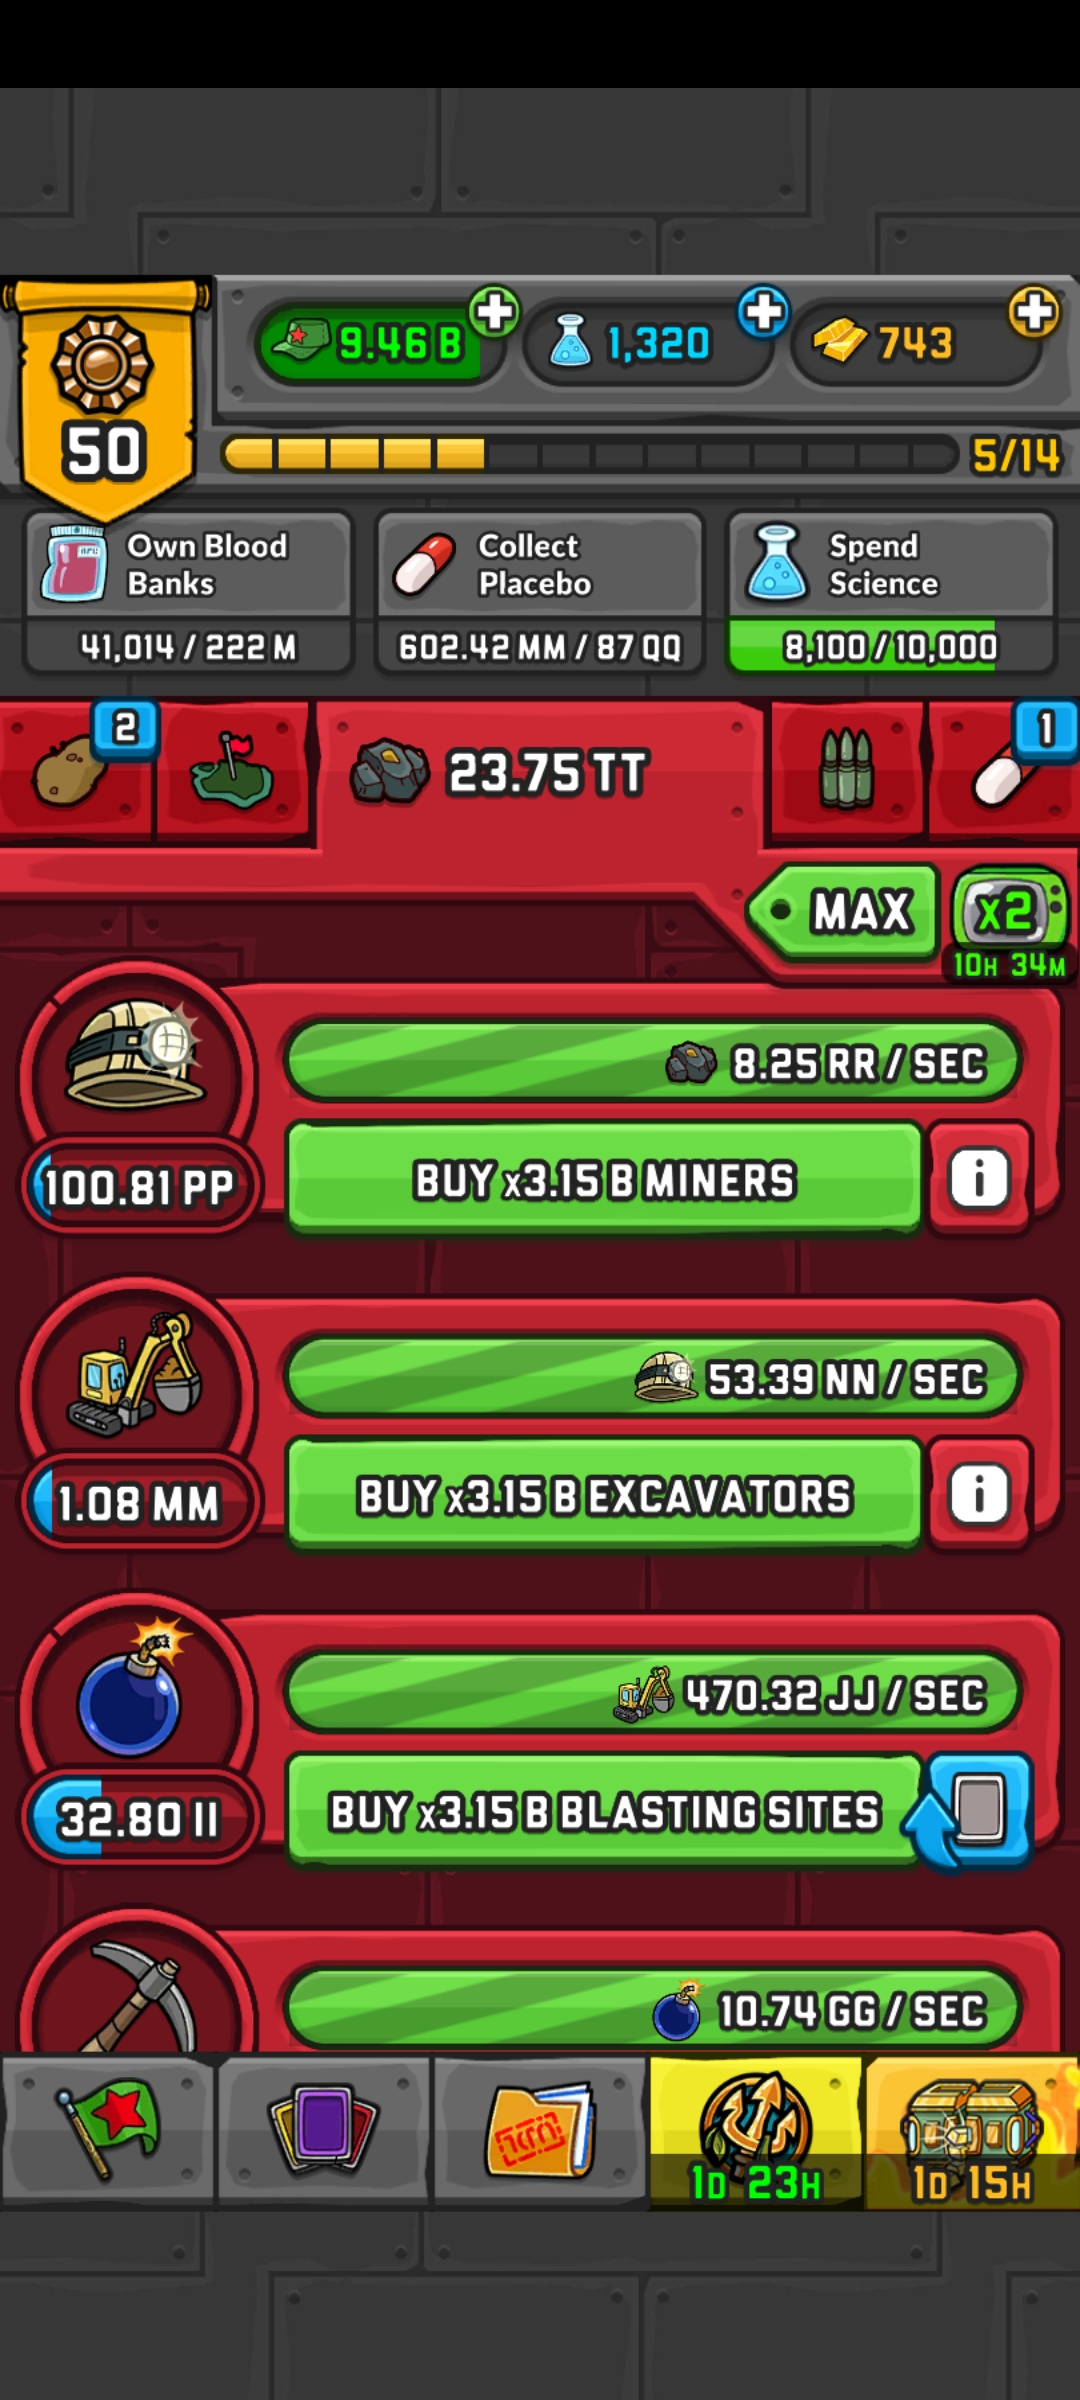 9.46 B
1,320
743
50
5/14
Own Blood
Banks
41,014 / 222 M
Collect
Placebo
602.42 MM / 87 QQ
Spend
Science
8,100 / 10,000
2
23.75 TT
1
MAX
x2
10H 34M
8.25 RR / SEC
100.81 PP
BUY x3.15 B MINERS
i
53.39 NN / SEC
1.08 MM
BUY x3.15 B EXCAVATORS
i
470.32 JJ / SEC
32.80 II
BUY x3.15 B BLASTING SITES
10.74 GG / SEC
1D 23H
1D 15H